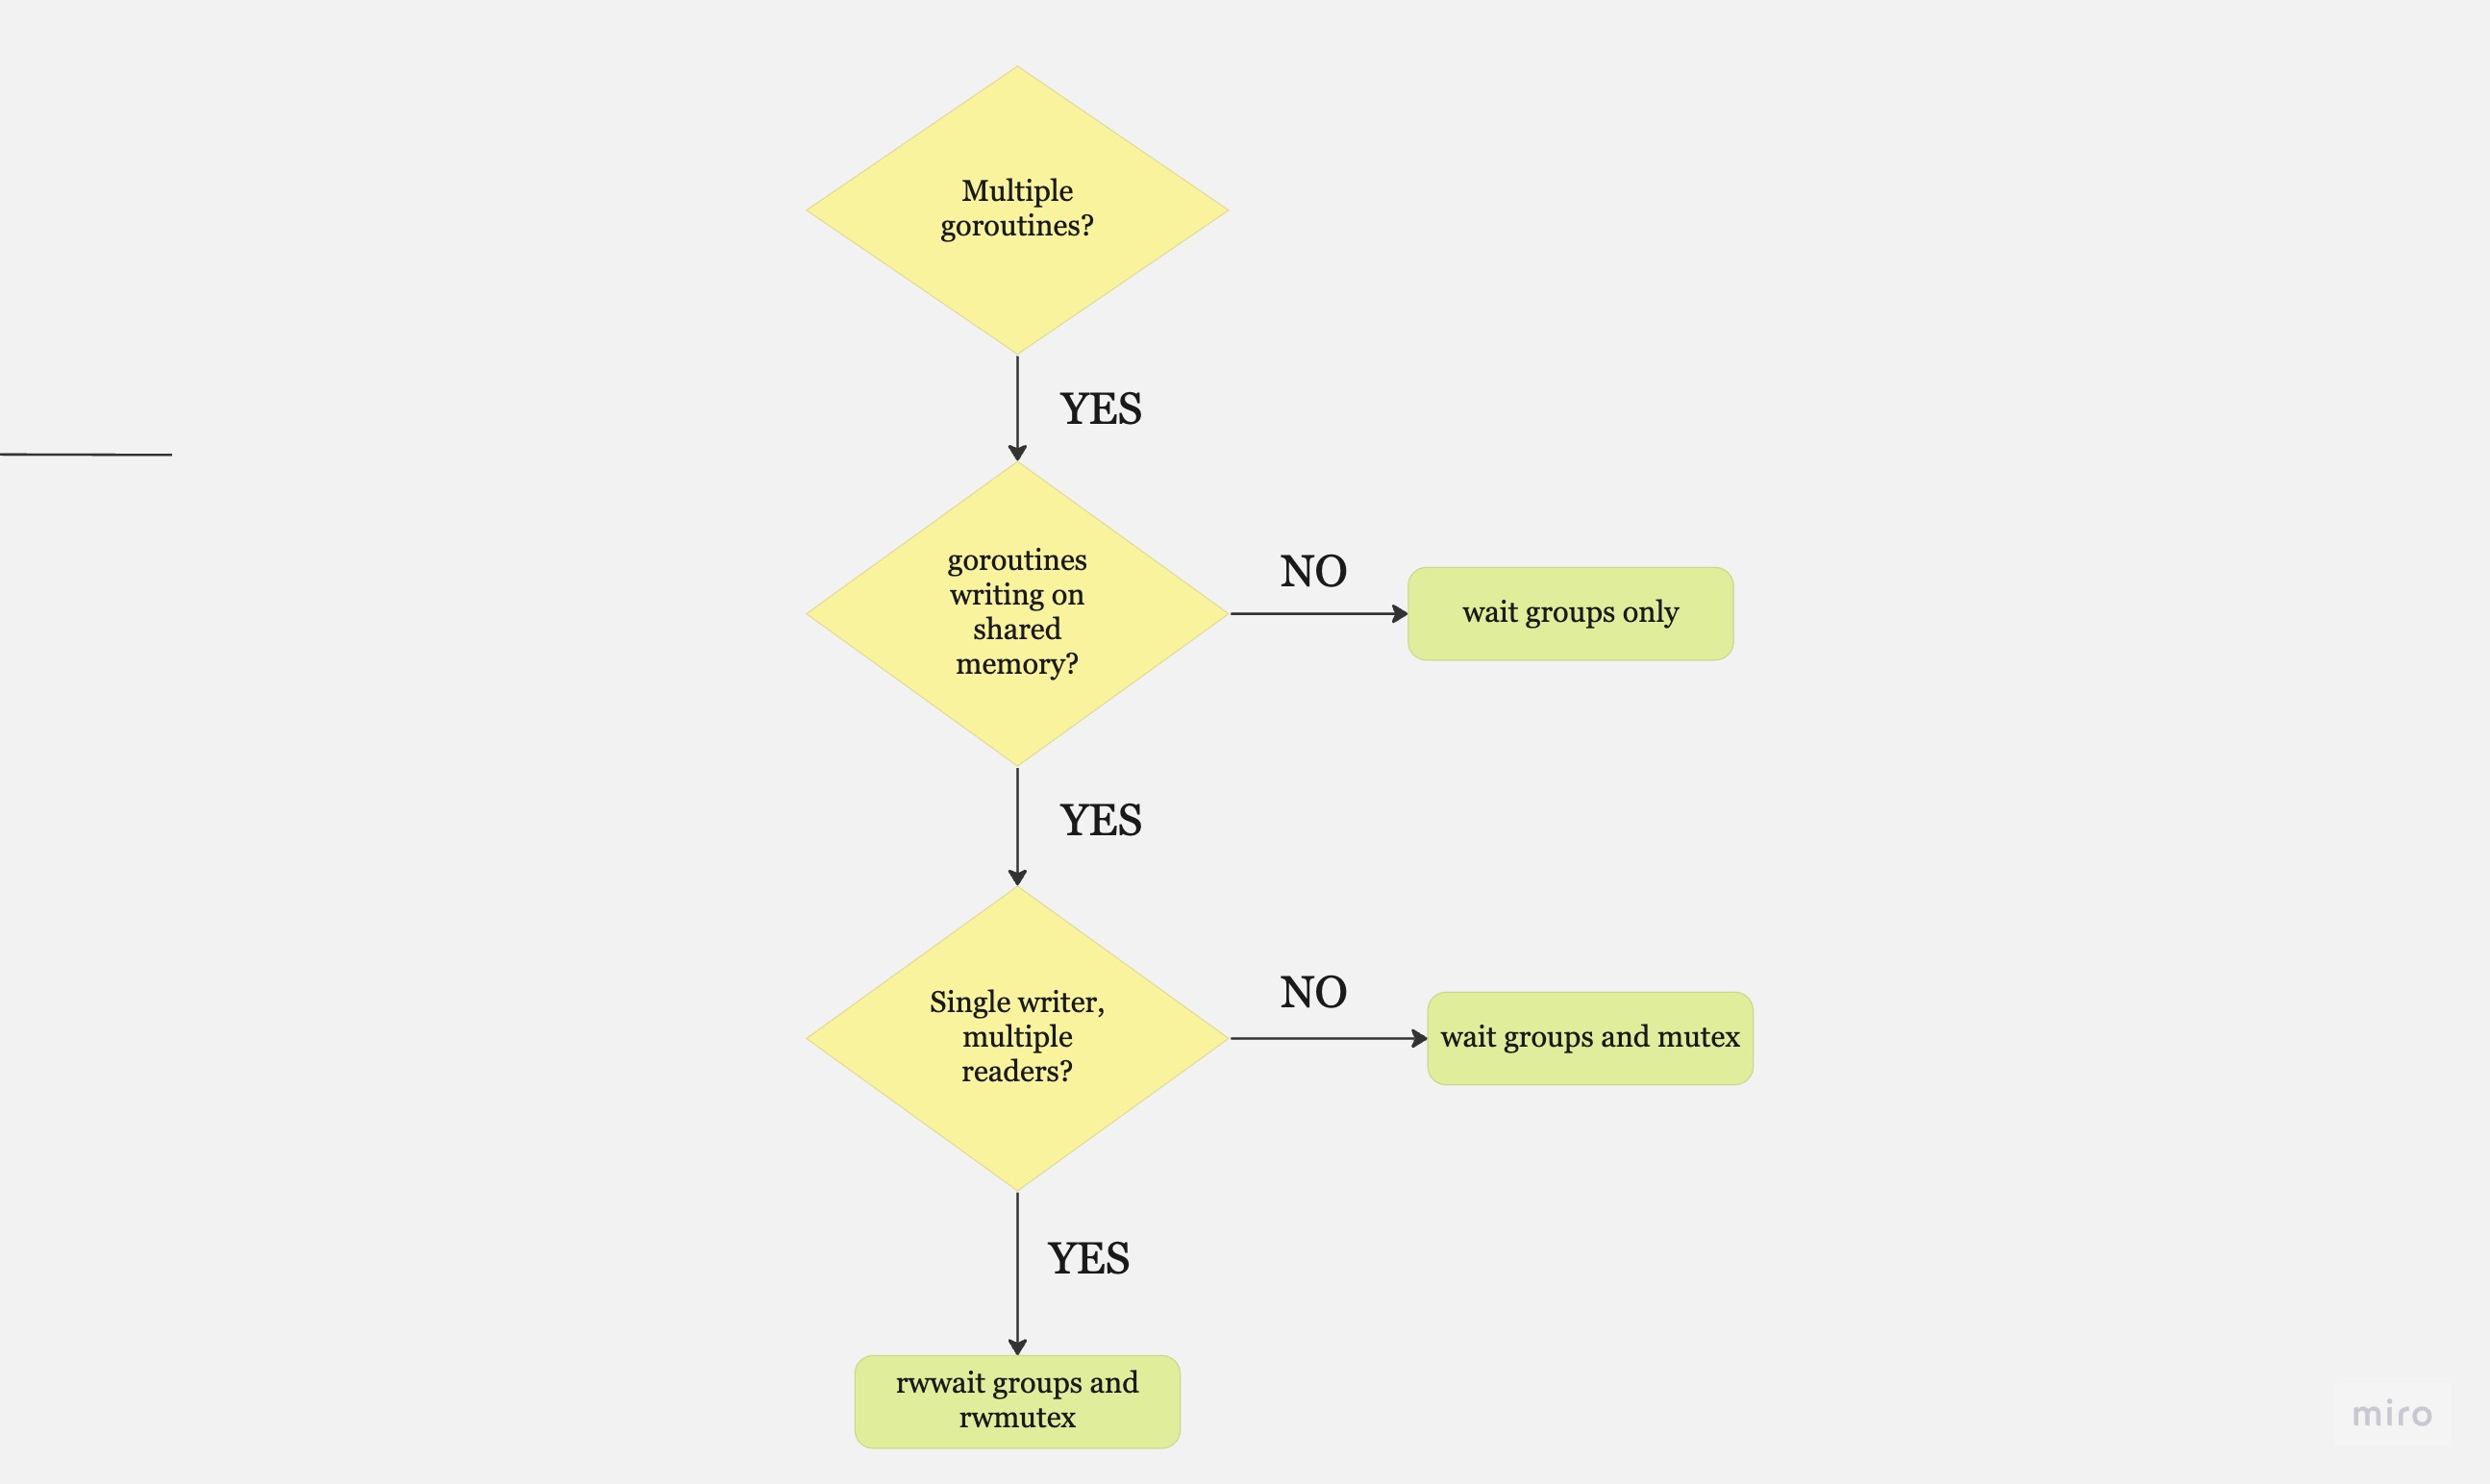 Multiple
goroutines?
YES
goroutines
writing on
shared
memory?
NO
wait groups only
YES
Single writer,
multiple
readers?
NO
wait groups and mutex
YES
rwwait groups and
rwmutex
miro